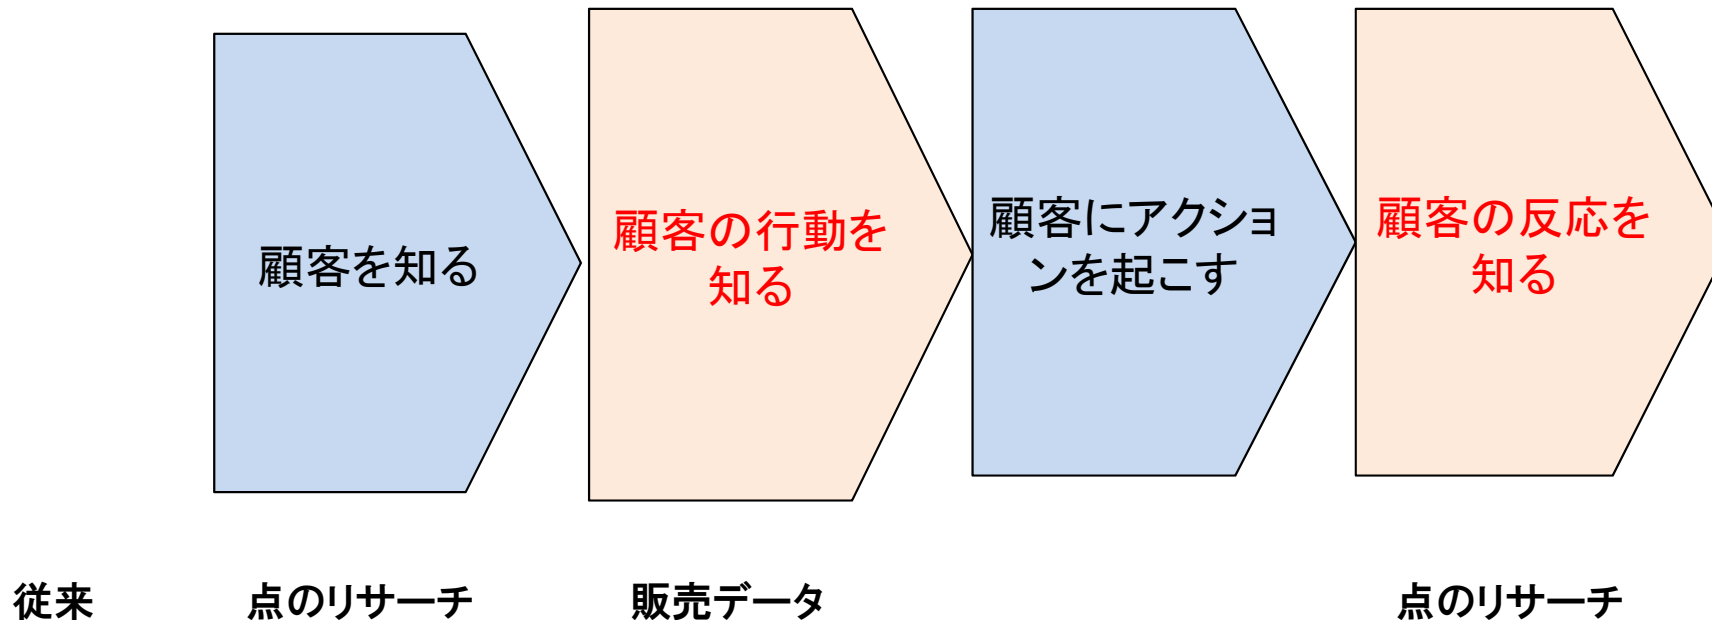 顧客を知る
顧客の行動を
知る
顧客にアクショ
ンを起こす
顧客の反応を
知る
従来 点のリサーチ 販売データ 点のリサーチ